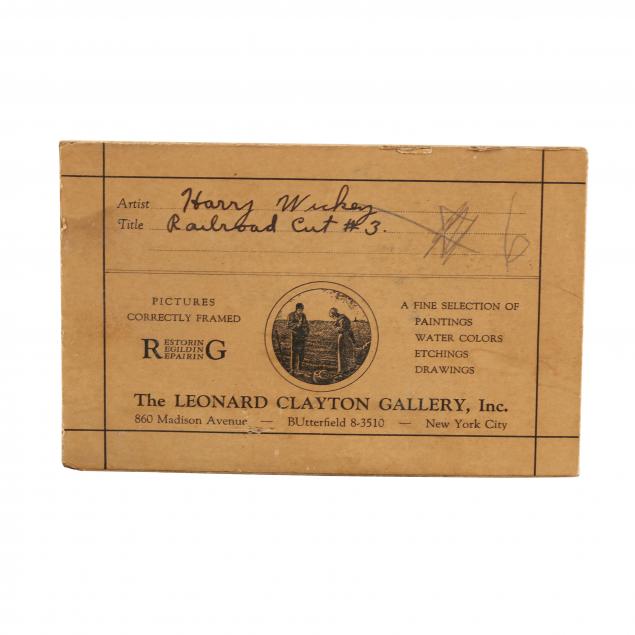 Artist Harry Wickey
Title Railroad Cut #3.
6
PICTURES
CORRECTLY FRAMED
RESTORING
REGILDING
REPAIRING
A FINE SELECTION OF
PAINTINGS
WATER COLORS
ETCHINGS
DRAWINGS
The LEONARD CLAYTON GALLERY, Inc.
860 Madison Avenue — BUtterfield 8-3510 — New York City